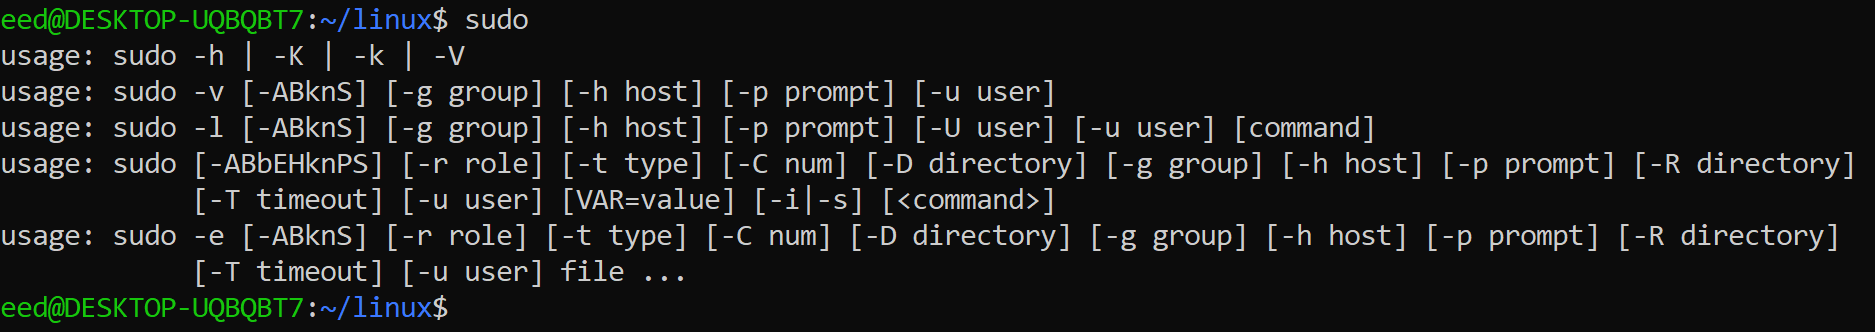 eed@DESKTOP-UQBQBT7:~/linux$ sudo
usage: sudo -h | -K | -k | -V
usage: sudo -v [-ABknS] [-g group] [-h host] [-p prompt] [-u user]
usage: sudo -l [-ABknS] [-g group] [-h host] [-p prompt] [-U user] [-u user] [command]
usage: sudo [-ABbEHknPS] [-r role] [-t type] [-C num] [-D directory] [-g group] [-h host] [-p prompt] [-R directory]
            [-T timeout] [-u user] [VAR=value] [-i|-s] [<command>]
usage: sudo -e [-ABknS] [-r role] [-t type] [-C num] [-D directory] [-g group] [-h host] [-p prompt] [-R directory]
            [-T timeout] [-u user] file ...
eed@DESKTOP-UQBQBT7:~/linux$